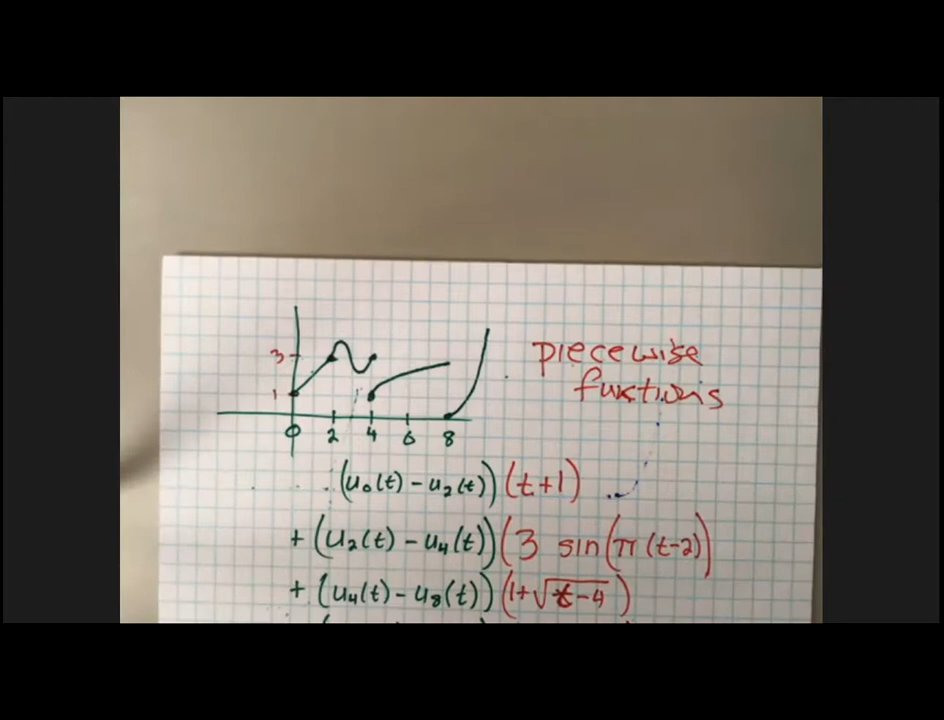 3
1
0 2 4 6 8
piecewise
functions
(u₀(t) - u₂(t)) (t+1)
+ (u₂(t) - u₄(t)) (3 sin(π(t-2))
+ (u₄(t) - u₈(t)) (1+√t-4)